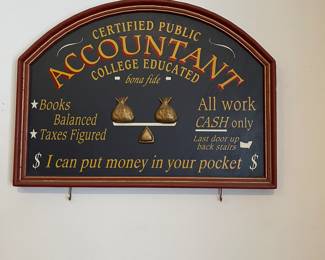 CERTIFIED PUBLIC
ACCOUNTANT
COLLEGE EDUCATED
bona fide
★Books
Balanced
★Taxes Figured
All work
CASH only
Last door up
back stairs
$ I can put money in your pocket $